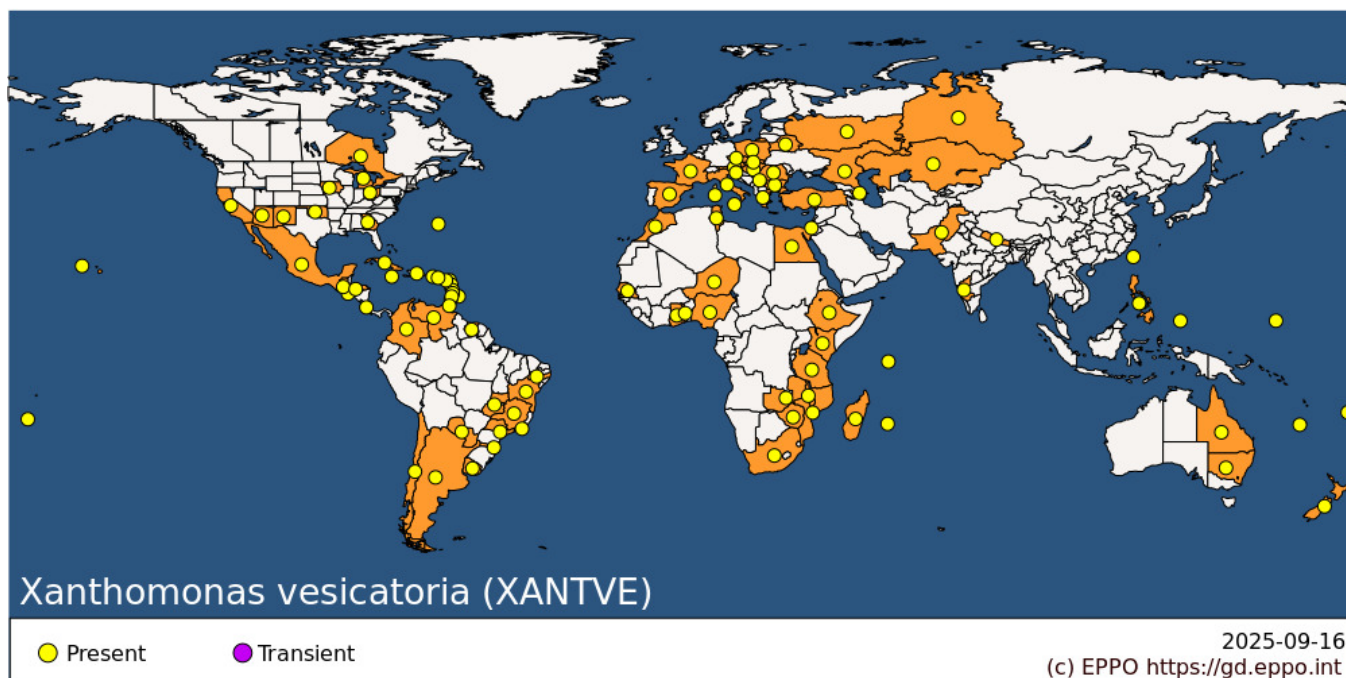 Xanthomonas vesicatoria (XANTVE)
Present
Transient
2025-09-16
(c) EPPO https://gd.eppo.int